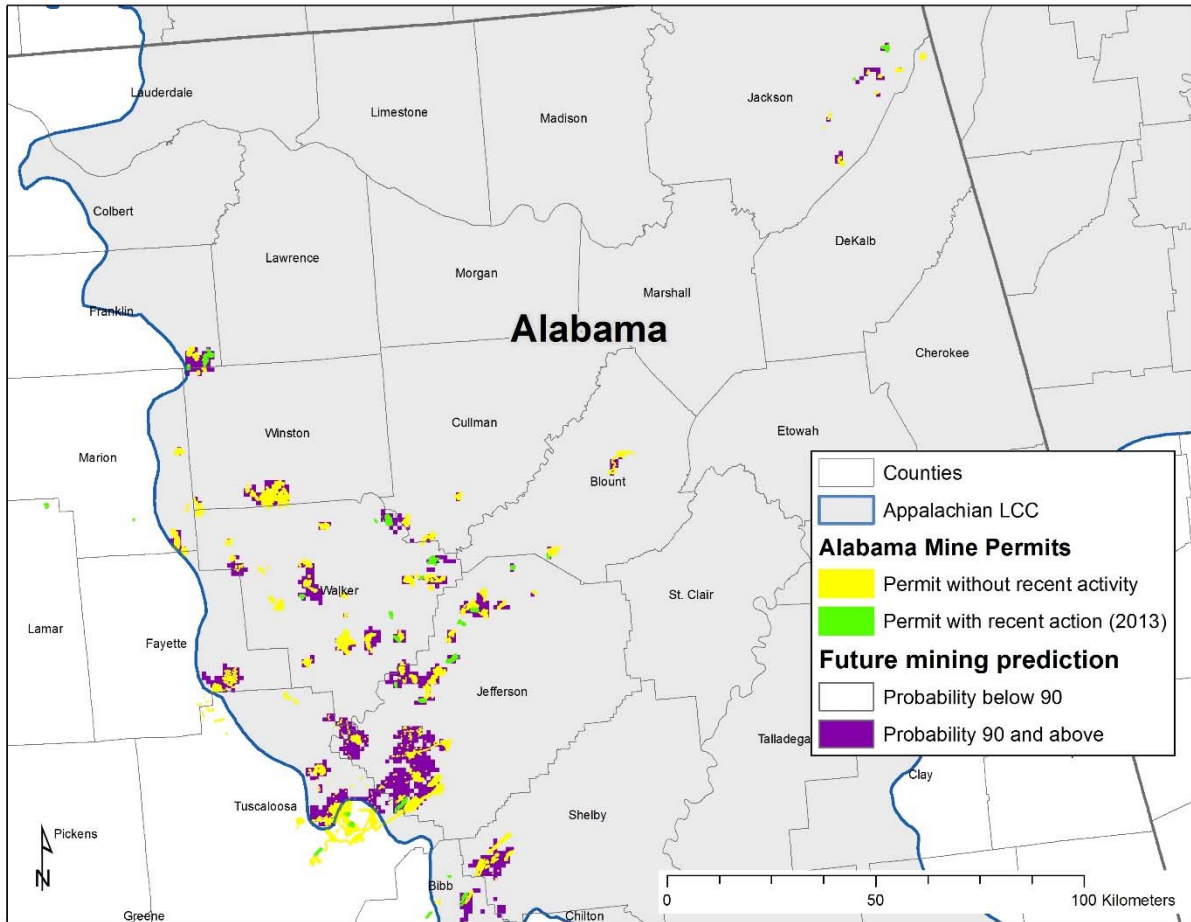 Lauderdale
Limestone
Madison
Jackson
Colbert
Lawrence
Morgan
DeKalb
Marshall
Franklin
Alabama
Cherokee
Cullman
Winston
Etowah
Marion
Blount
Counties
Appalachian LCC
Alabama Mine Permits
Permit without recent activity
Permit with recent action (2013)
Future mining prediction
Probability below 90
Probability 90 and above
Walker
St. Clair
Lamar
Fayette
Jefferson
Talladega
Clay
Tuscaloosa
Shelby
Pickens
N
Bibb
0 50 100 Kilometers
Greene
Chilton